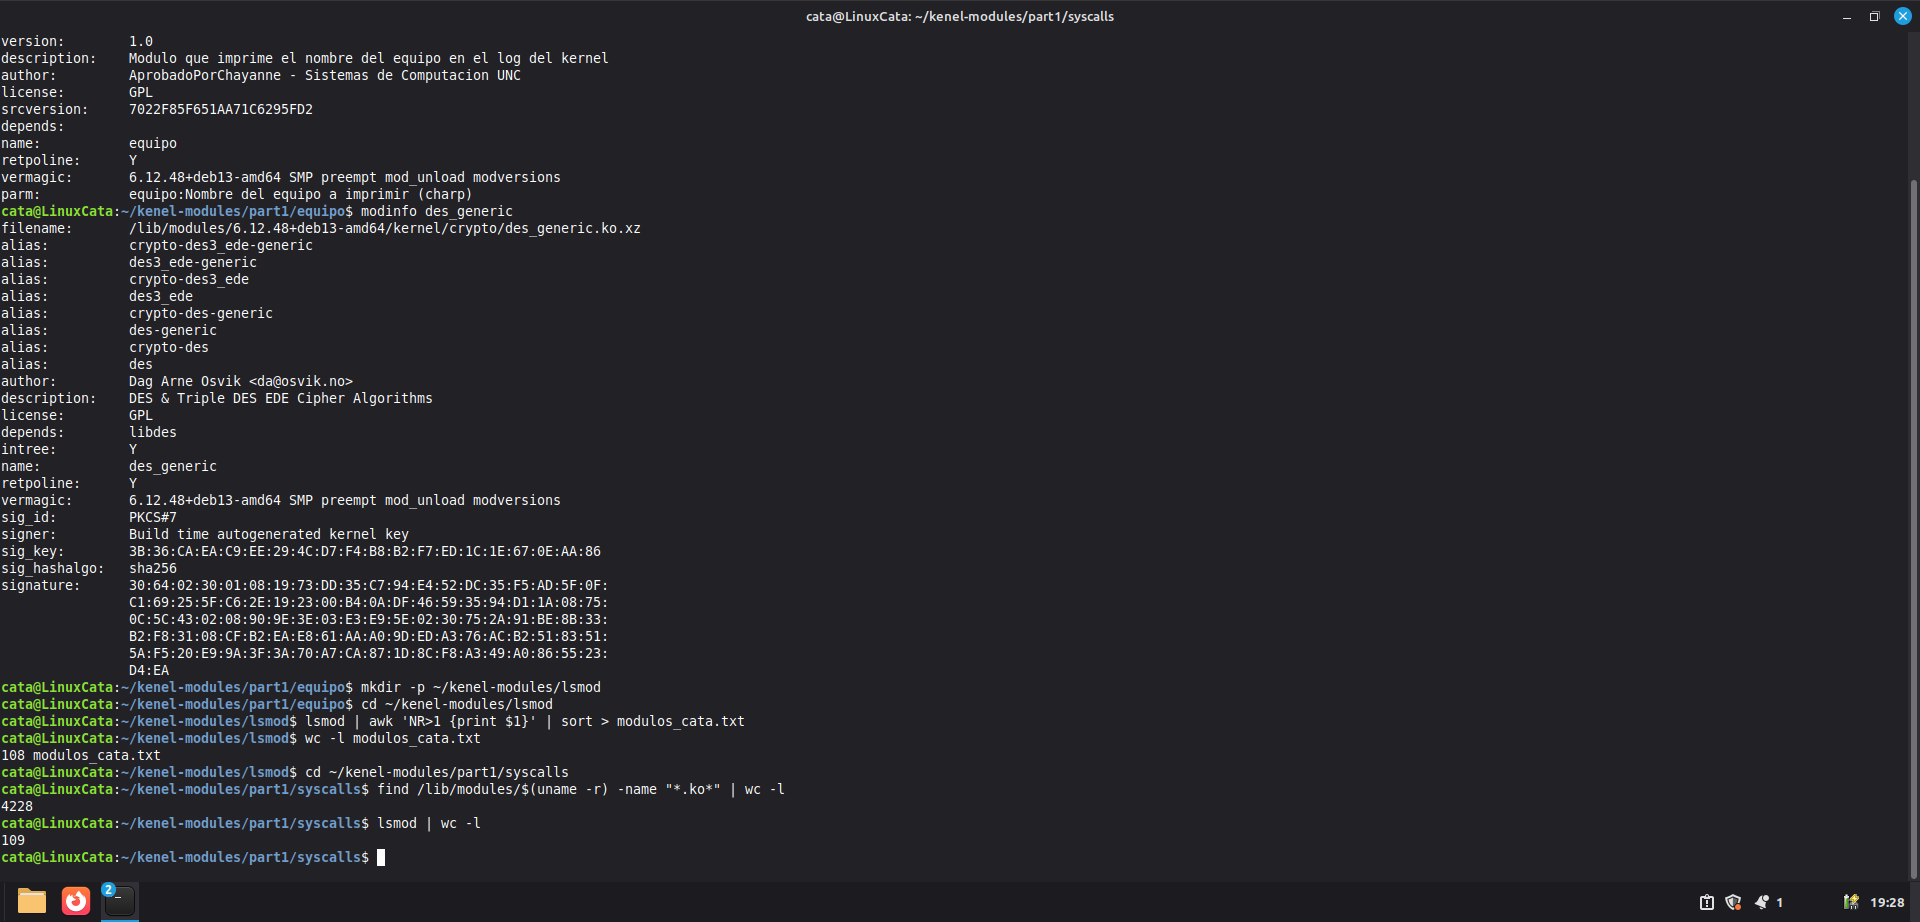 cata@LinuxCata: ~/kenel-modules/part1/syscalls
version:        1.0
description:    Modulo que imprime el nombre del equipo en el log del kernel
author:         AprobadoPorChayanne - Sistemas de Computacion UNC
license:        GPL
srcversion:     7022F85F651AA71C6295FD2
depends:
name:           equipo
retpoline:      Y
vermagic:       6.12.48+deb13-amd64 SMP preempt mod_unload modversions
parm:           equipo:Nombre del equipo a imprimir (charp)
cata@LinuxCata:~/kenel-modules/part1/equipo$ modinfo des_generic
filename:       /lib/modules/6.12.48+deb13-amd64/kernel/crypto/des_generic.ko.xz
alias:          crypto-des3_ede-generic
alias:          des3_ede-generic
alias:          crypto-des3_ede
alias:          des3_ede
alias:          crypto-des-generic
alias:          des-generic
alias:          crypto-des
alias:          des
author:         Dag Arne Osvik <da@osvik.no>
description:    DES & Triple DES EDE Cipher Algorithms
license:        GPL
depends:        libdes
intree:         Y
name:           des_generic
retpoline:      Y
vermagic:       6.12.48+deb13-amd64 SMP preempt mod_unload modversions
sig_id:         PKCS#7
signer:         Build time autogenerated kernel key
sig_key:        3B:36:CA:EA:C9:EE:29:4C:D7:F4:B8:B2:F7:ED:1C:1E:67:0E:AA:86
sig_hashalgo:   sha256
signature:      30:64:02:30:01:08:19:73:DD:35:C7:94:E4:52:DC:35:F5:AD:5F:0F:
                C1:69:25:5F:C6:2E:19:23:00:B4:0A:DF:46:59:35:94:D1:1A:08:75:
                0C:5C:43:02:08:90:9E:3E:03:E3:E9:5E:02:30:75:2A:91:BE:8B:33:
                B2:F8:31:08:CF:B2:EA:E8:61:AA:A0:9D:ED:A3:76:AC:B2:51:83:51:
                5A:F5:20:E9:9A:3F:3A:70:A7:CA:87:1D:8C:F8:A3:49:A0:86:55:23:
                D4:EA
cata@LinuxCata:~/kenel-modules/part1/equipo$ mkdir -p ~/kenel-modules/lsmod
cata@LinuxCata:~/kenel-modules/part1/equipo$ cd ~/kenel-modules/lsmod
cata@LinuxCata:~/kenel-modules/lsmod$ lsmod | awk 'NR>1 {print $1}' | sort > modulos_cata.txt
cata@LinuxCata:~/kenel-modules/lsmod$ wc -l modulos_cata.txt
108 modulos_cata.txt
cata@LinuxCata:~/kenel-modules/lsmod$ cd ~/kenel-modules/part1/syscalls
cata@LinuxCata:~/kenel-modules/part1/syscalls$ find /lib/modules/$(uname -r) -name "*.ko*" | wc -l
4228
cata@LinuxCata:~/kenel-modules/part1/syscalls$ lsmod | wc -l
109
cata@LinuxCata:~/kenel-modules/part1/syscalls$
2
1
19:28